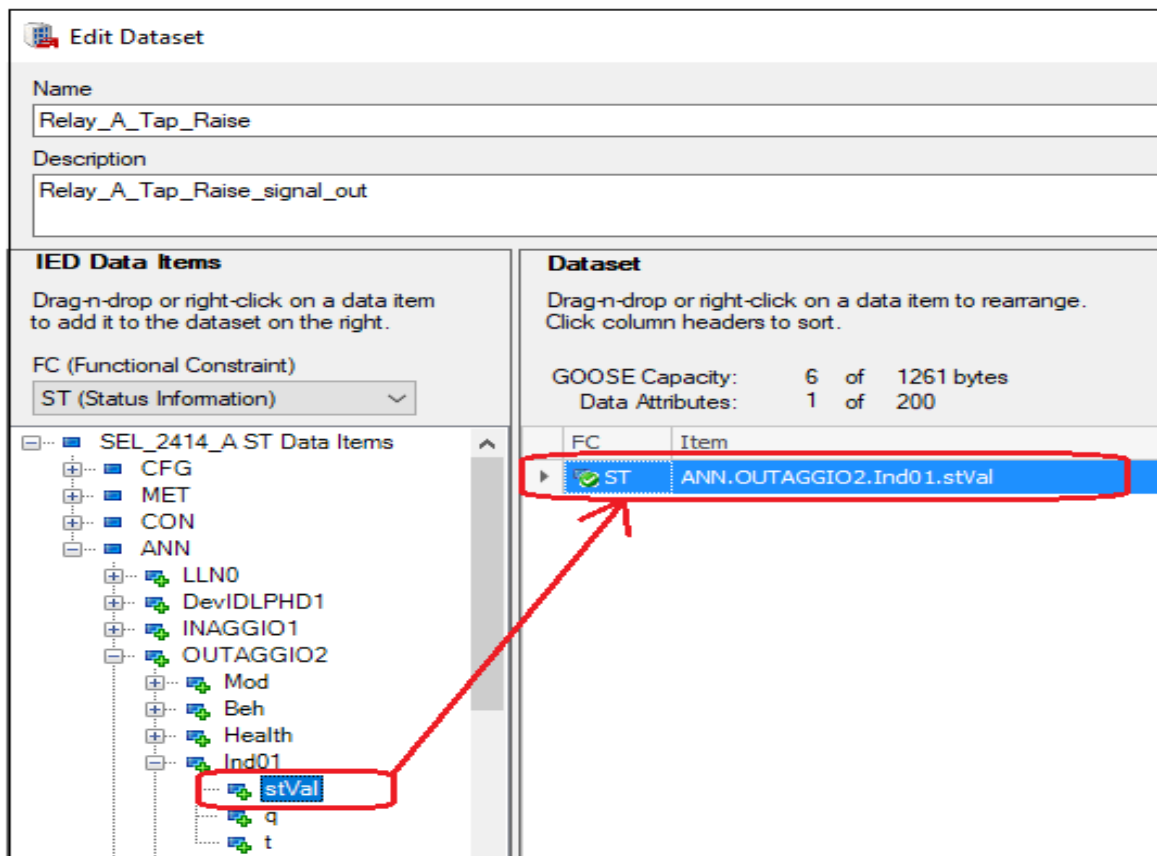 Edit Dataset
Name
Relay_A_Tap_Raise
Description
Relay_A_Tap_Raise_signal_out
IED Data Items
Drag-n-drop or right-click on a data item
to add it to the dataset on the right.
FC (Functional Constraint)
ST (Status Information)
SEL_2414_A ST Data Items
CFG
MET
CON
ANN
LLN0
DevIDLPHD1
INAGGIO1
OUTAGGIO2
Mod
Beh
Health
Ind01
stVal
q
t
Dataset
Drag-n-drop or right-click on a data item to rearrange.
Click column headers to sort.
GOOSE Capacity: 6 of 1261 bytes
Data Attributes: 1 of 200
FC Item
ST ANN.OUTAGGIO2.Ind01.stVal